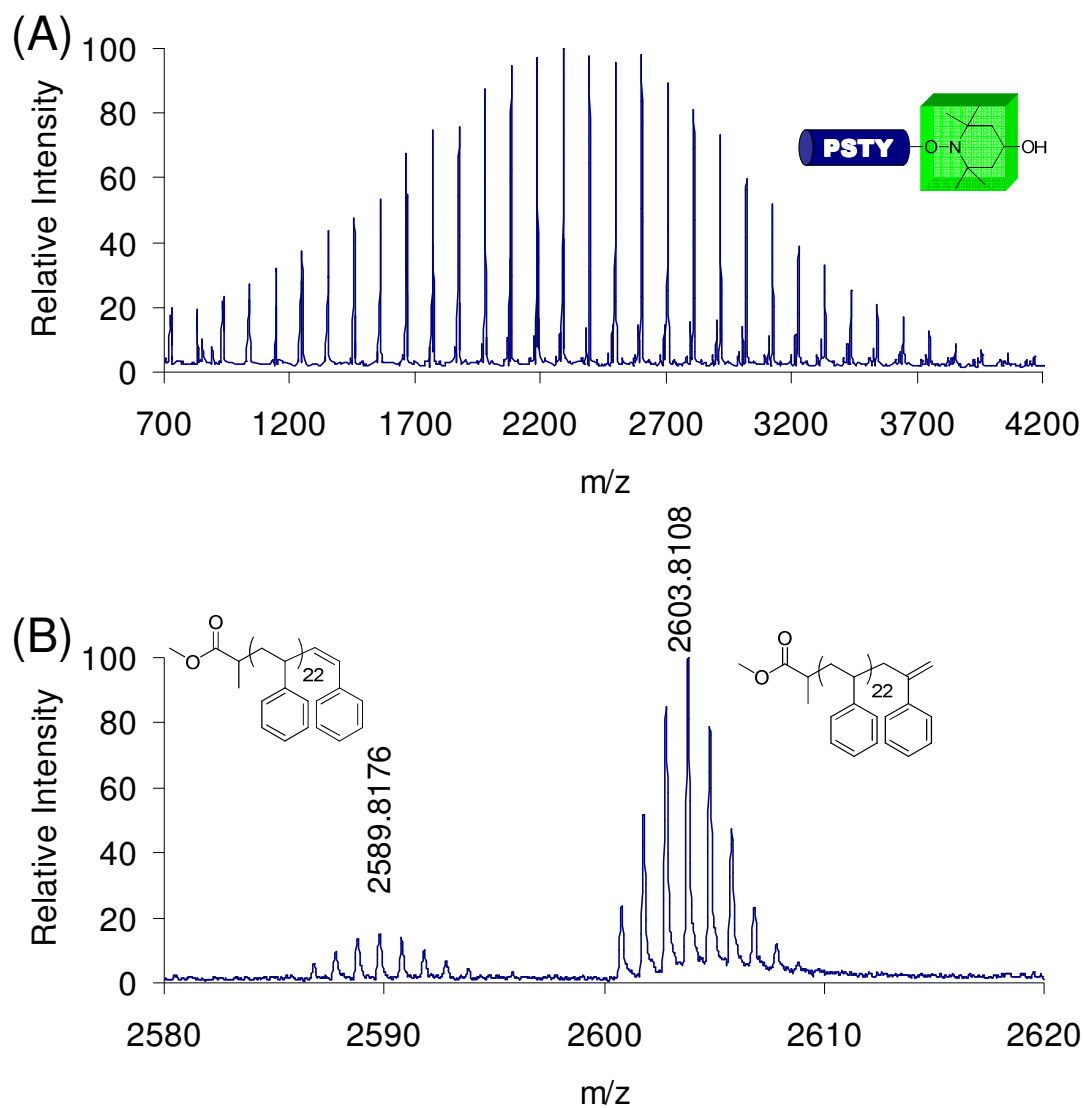 (A)
Relative Intensity
100
80
60
40
20
0
PSTY
O
N
OH
700 1200 1700 2200 2700 3200 3700 4200
m/z
(B)
Relative Intensity
100
80
60
40
20
0
O
O
22
2589.8176
2603.8108
O
O
22
2580 2590 2600 2610 2620
m/z